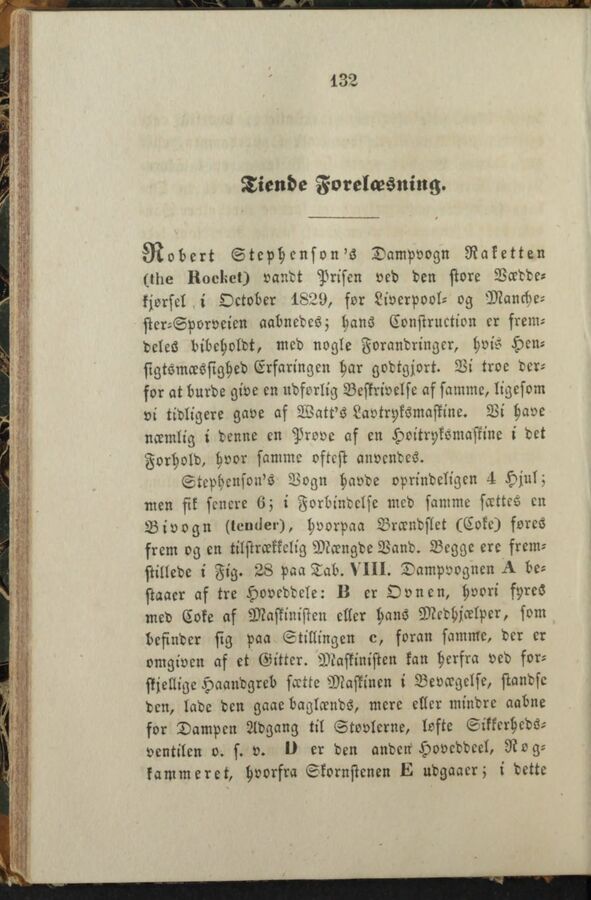 132
Tiende Forelæsning.
Robert Stephenson's Dampvogn Raketten
(the Rocket) vandt Prisen ved den store Vædde-
kjørsel i October 1829, før Liverpool- og Manche-
ster-Sporveien aabnedes; hans Construction er frem-
deles bibeholdt, med nogle Forandringer, hvis Hen-
sigtsmæssighed Erfaringen har godtgjort. Vi troe der-
for at burde give en udførlig Beskrivelse af samme, ligesom
vi tidligere gave af Watt's Lavtryksmaskine. Vi have
næmlig i denne en Prøve af en Høitryksmaskine i det
Forhold, hvor samme oftest anvendes.
Stephenson's Vogn havde oprindeligen 4 Hjul;
men fik senere 6; i Forbindelse med samme sættes en
Bivogn (tender), hvorpaa Brændslet (Coke) føres
frem og en tilstrækkelig Mængde Vand. Begge ere frem-
stillede i Fig. 28 paa Tab. VIII. Dampvognen A be-
staaer af tre Hoveddele: B er Ovnen, hvori fyres
med Coke af Maskinisten eller hans Medhjælper, som
befinder sig paa Stillingen c, foran samme, der er
omgiven af et Gitter. Maskinisten kan herfra ved for-
skjellige Haandgreb sætte Maskinen i Bevægelse, standse
den, lade den gaae baglænds, mere eller mindre aabne
for Dampen Adgang til Støvlerne, løfte Sikkerheds-
ventilen o. s. v. D er den anden Hoveddeel, Røg-
kammeret, hvorfra Skornstenen E udgaaer; i dette